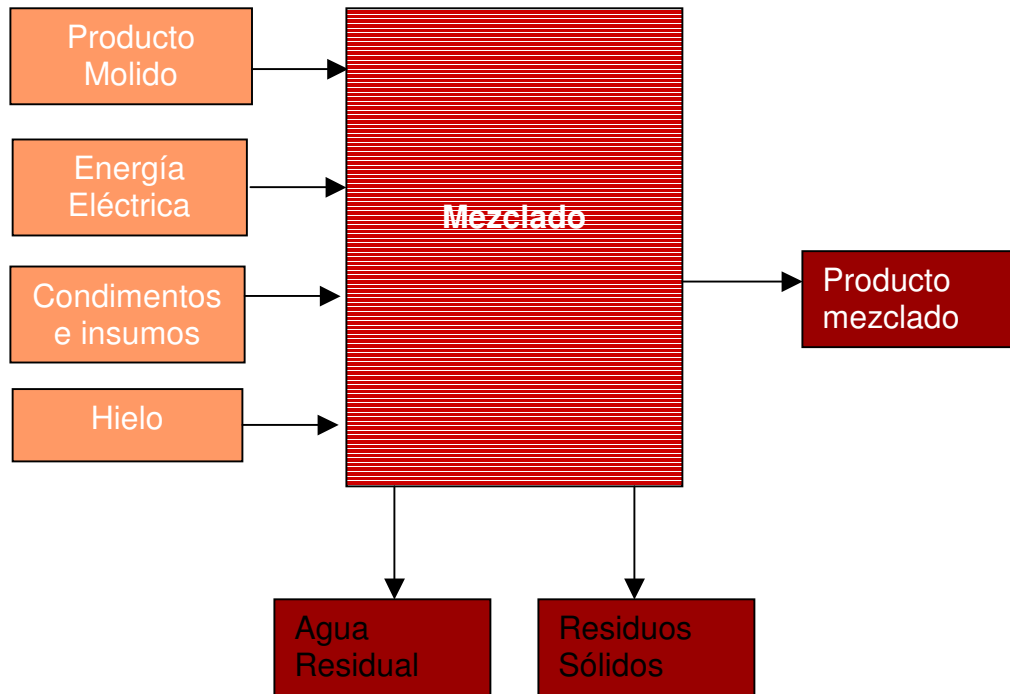 Producto
Molido
Energía
Eléctrica
Condimentos
e insumos
Hielo
Mezclado
Producto
mezclado
Agua
Residual
Residuos
Sólidos